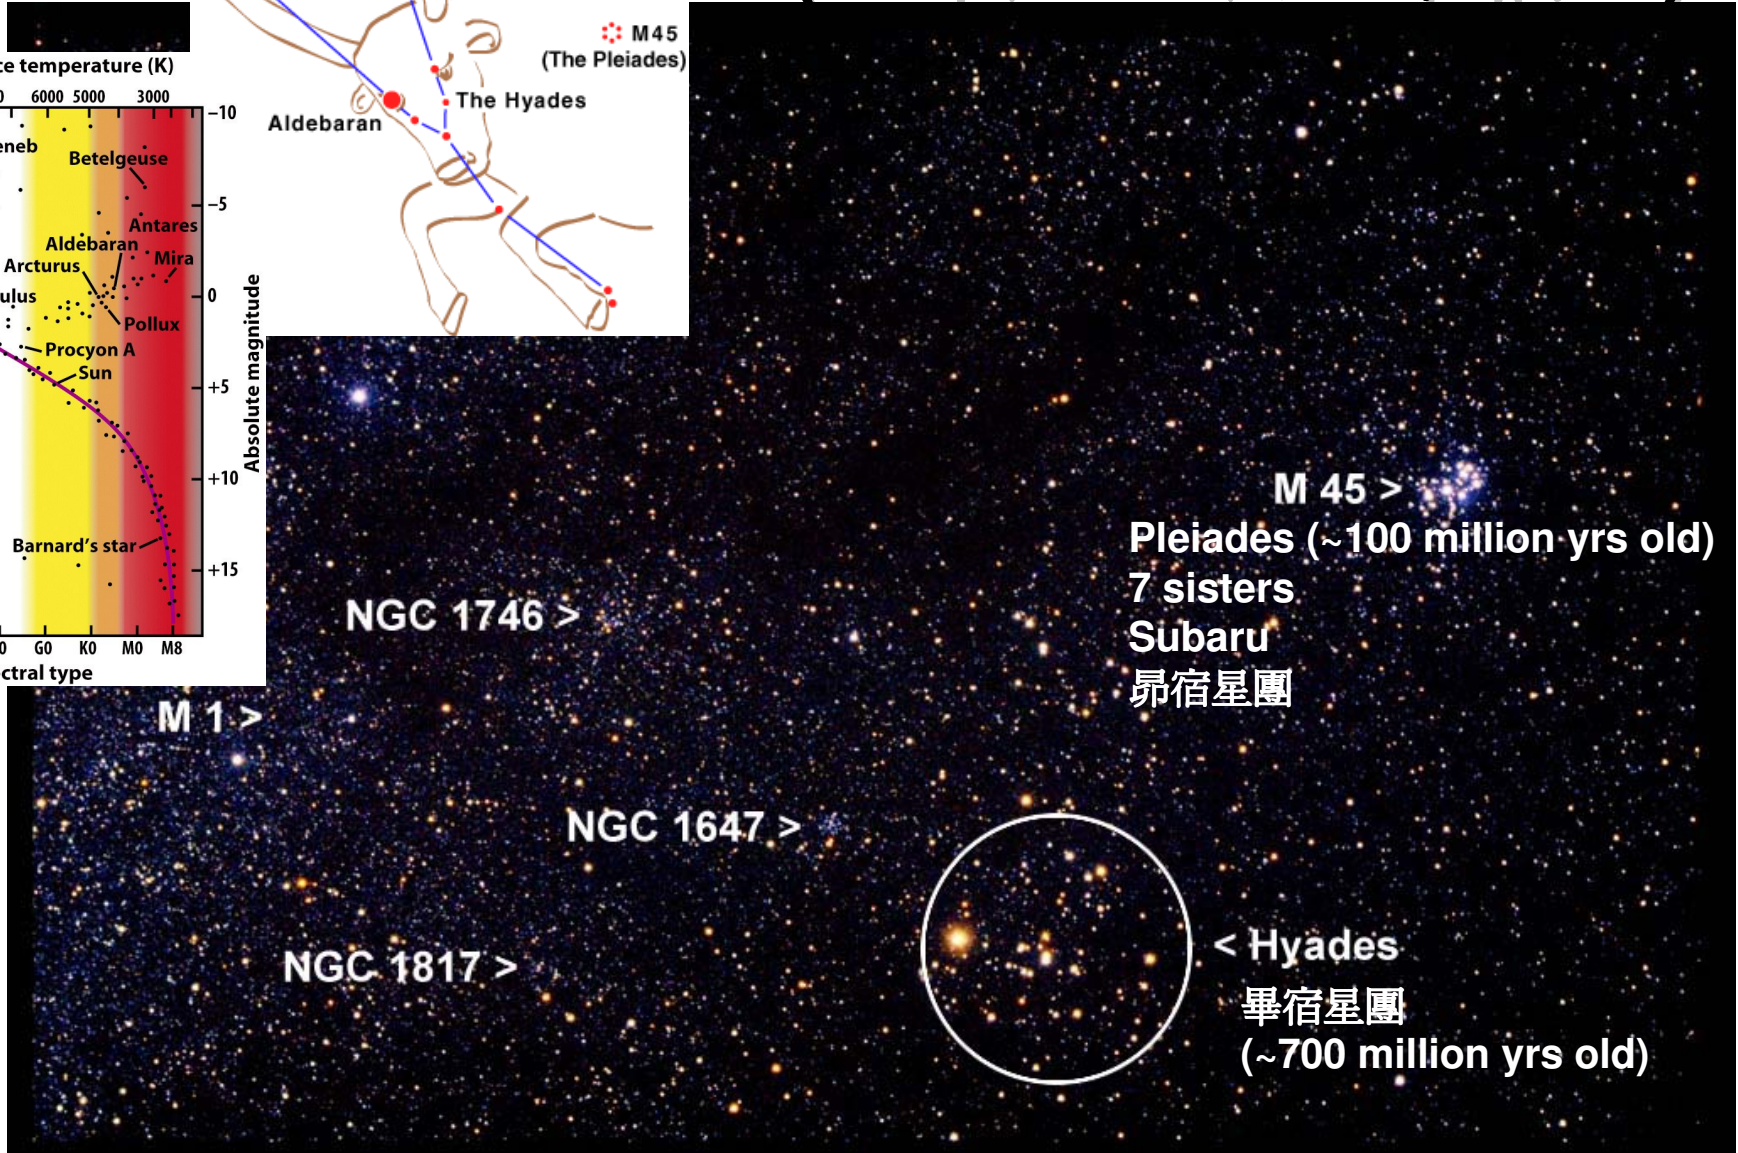 ce temperature (K)
6000 5000 3000
−10
eneb
Betelgeuse
−5
Antares
Aldebaran
Mira
Arcturus
0
ulus
Pollux
Procyon A
Sun
+5
+10
Barnard’s star
+15
Absolute magnitude
0 G0 K0 M0 M8
ctral type
M45
(The Pleiades)
The Hyades
Aldebaran
M 45 >
Pleiades (~100 million yrs old)
7 sisters
Subaru
昴宿星團
NGC 1746 >
M 1 >
NGC 1647 >
NGC 1817 >
< Hyades
畢宿星團
(~700 million yrs old)